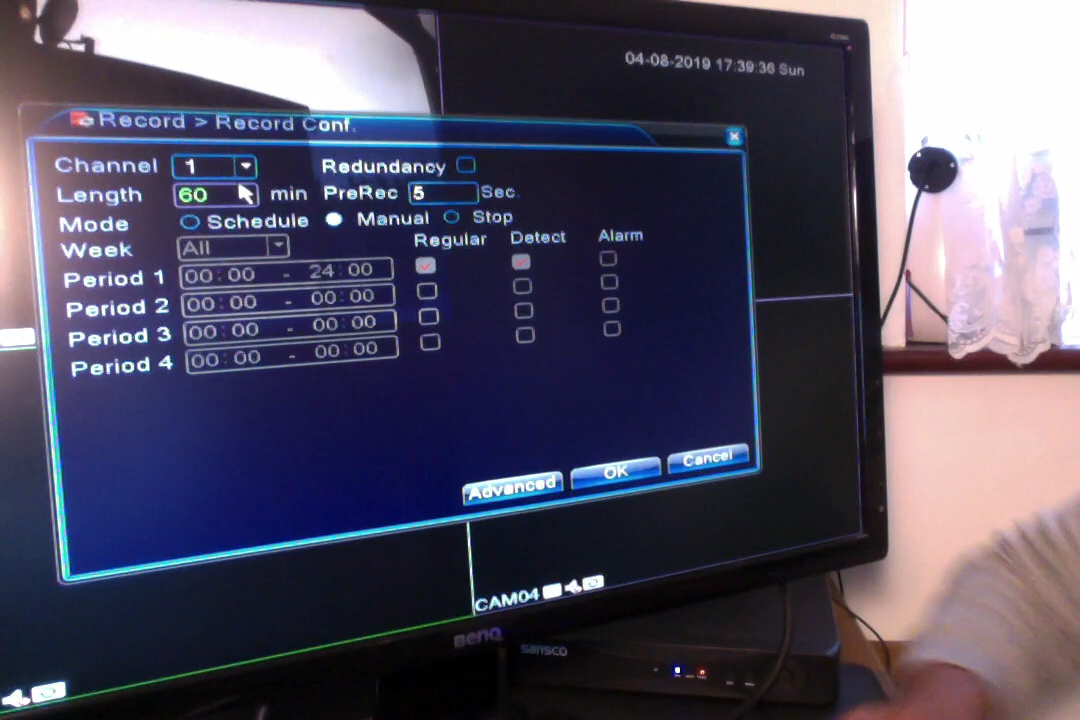 04-08-2019 17:39:36 Sun
Record > Record Conf.
Channel 1 Redundancy
Length 60 min PreRec 5 Sec.
Mode Schedule Manual Stop
Week All Regular Detect Alarm
Period 1 00:00 - 24:00
Period 2 00:00 - 00:00
Period 3 00:00 - 00:00
Period 4 00:00 - 00:00
Advanced OK Cancel
CAM04
BenQ
sansco